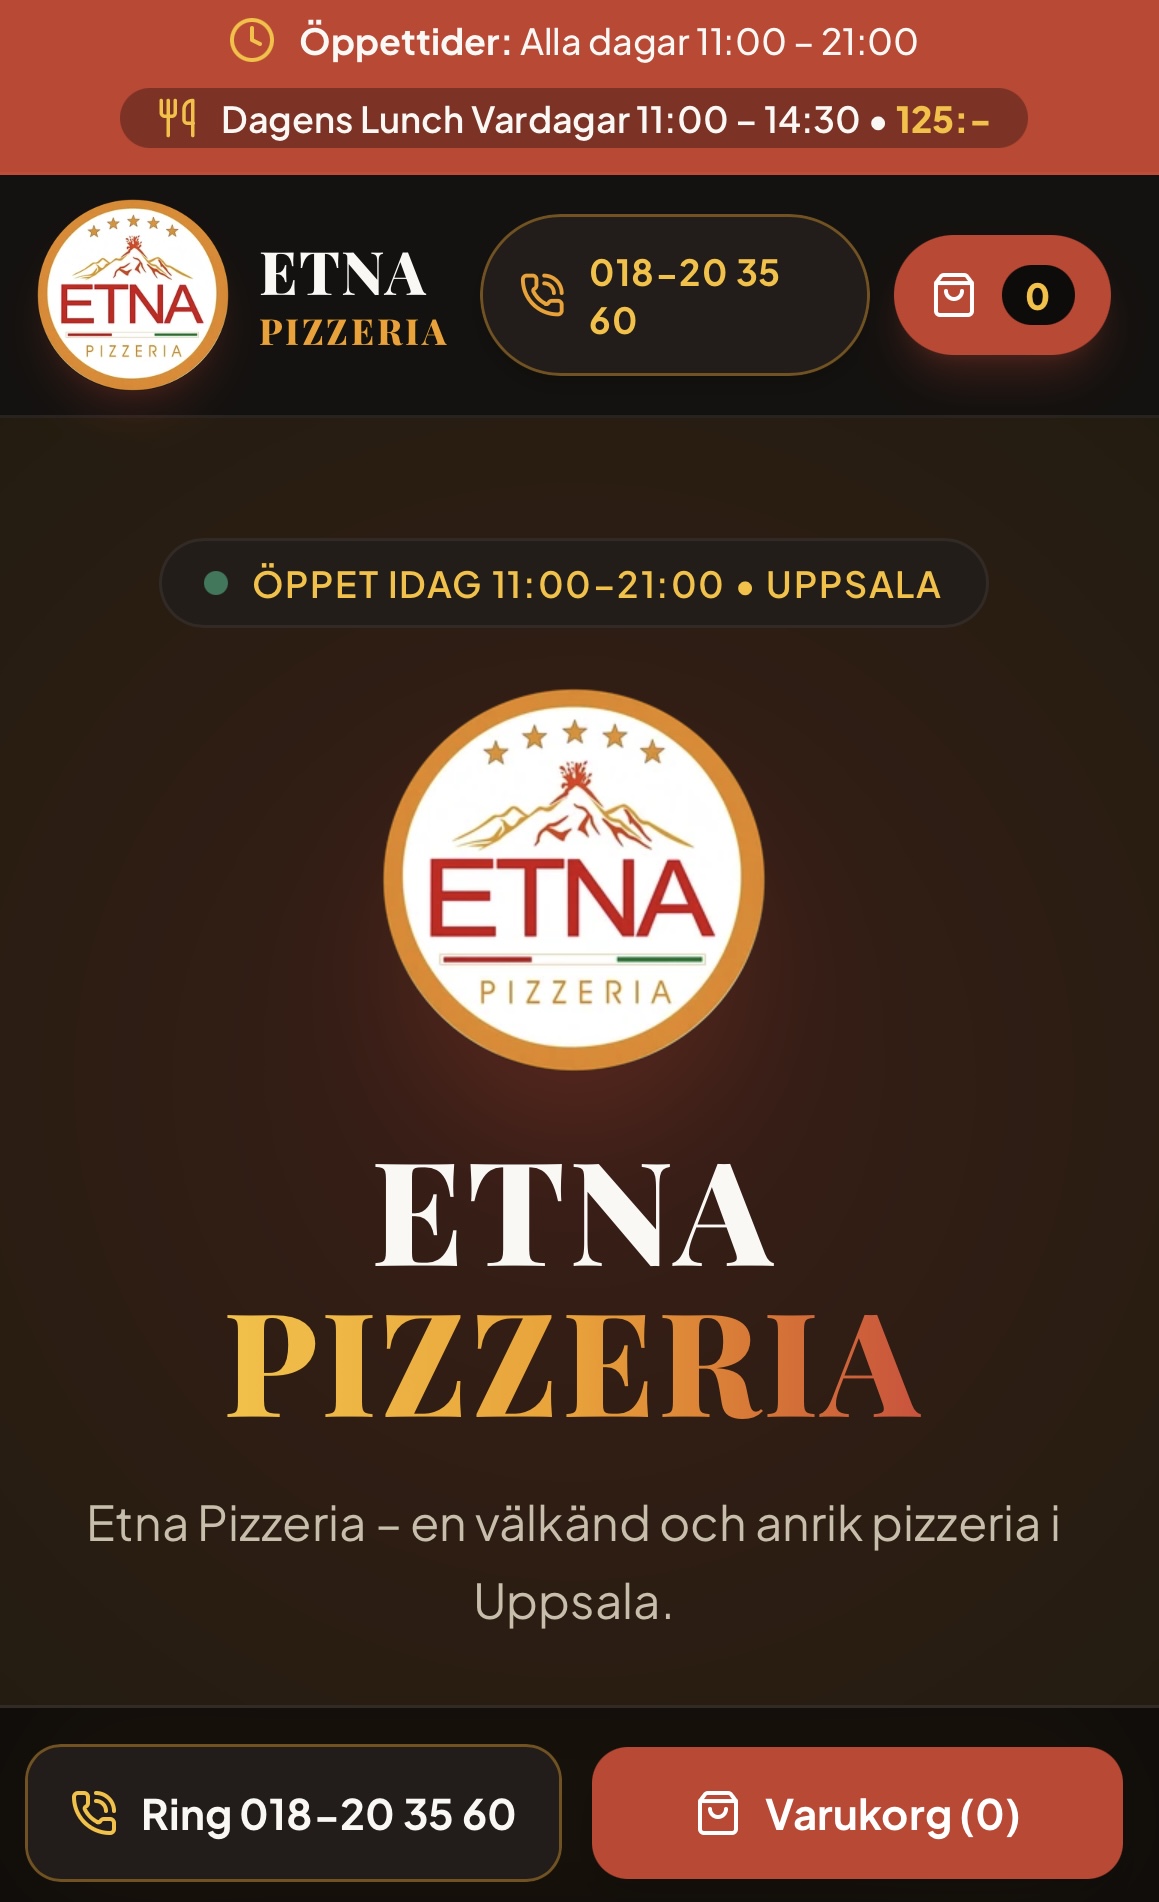 Öppettider: Alla dagar 11:00 – 21:00
Dagens Lunch Vardagar 11:00 – 14:30 • 125:-
ETNA
PIZZERIA
ETNA
PIZZERIA
018-20 35
60
0
ÖPPET IDAG 11:00-21:00 • UPPSALA
ETNA
PIZZERIA
ETNA
PIZZERIA
Etna Pizzeria – en välkänd och anrik pizzeria i
Uppsala.
Ring 018-20 35 60
Varukorg (0)